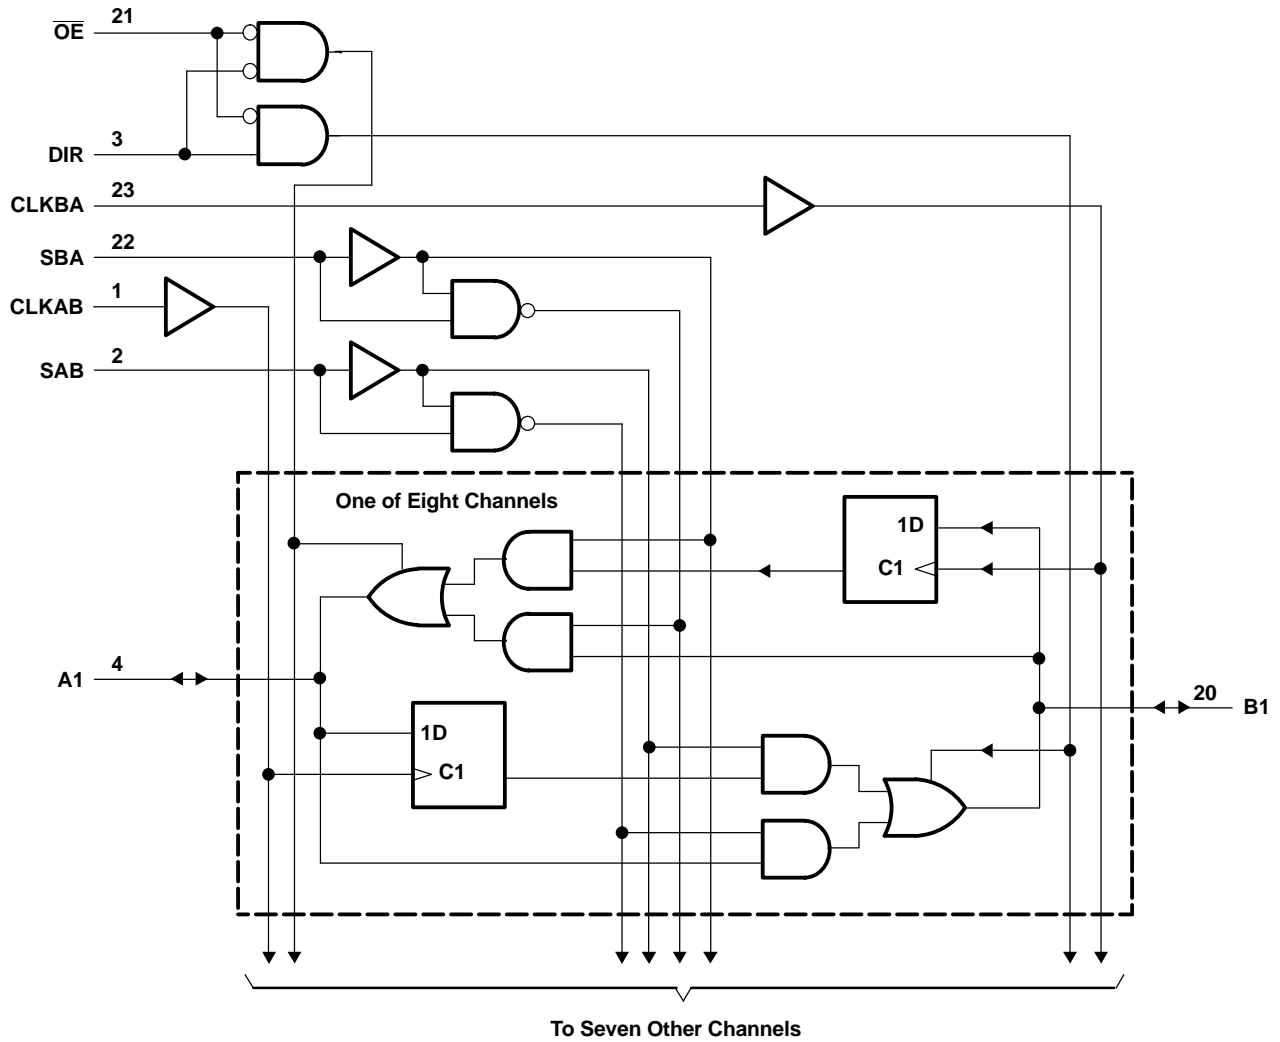 O̅E̅ 21
DIR 3
CLKBA 23
SBA 22
CLKAB 1
SAB 2
One of Eight Channels
1D
C1
A1 4
20 B1
1D
C1
To Seven Other Channels